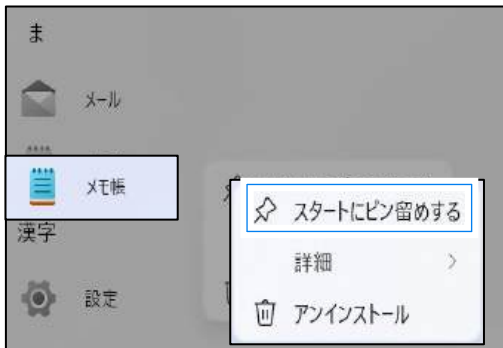 ま
メール
メモ帳
スタートにピン留めする
漢字
詳細
設定
アンインストール